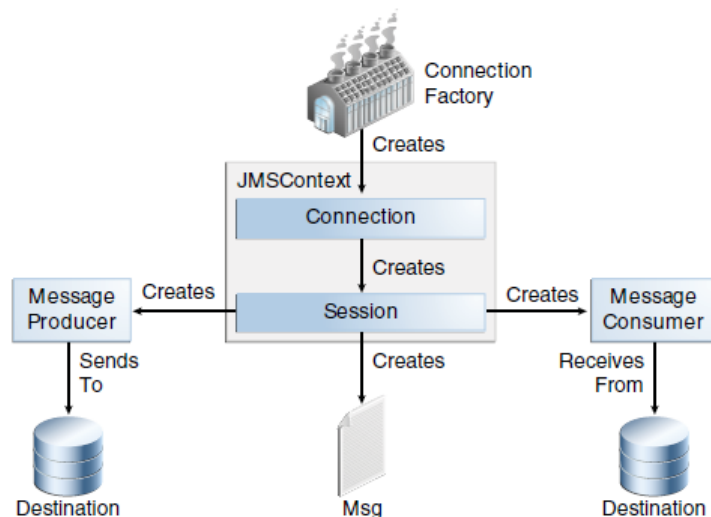 Connection
Factory
Creates
JMSContext
Connection
Creates
Message
Producer
Creates
Session
Creates
Message
Consumer
Sends
To
Creates
Receives
From
Destination
Msg
Destination